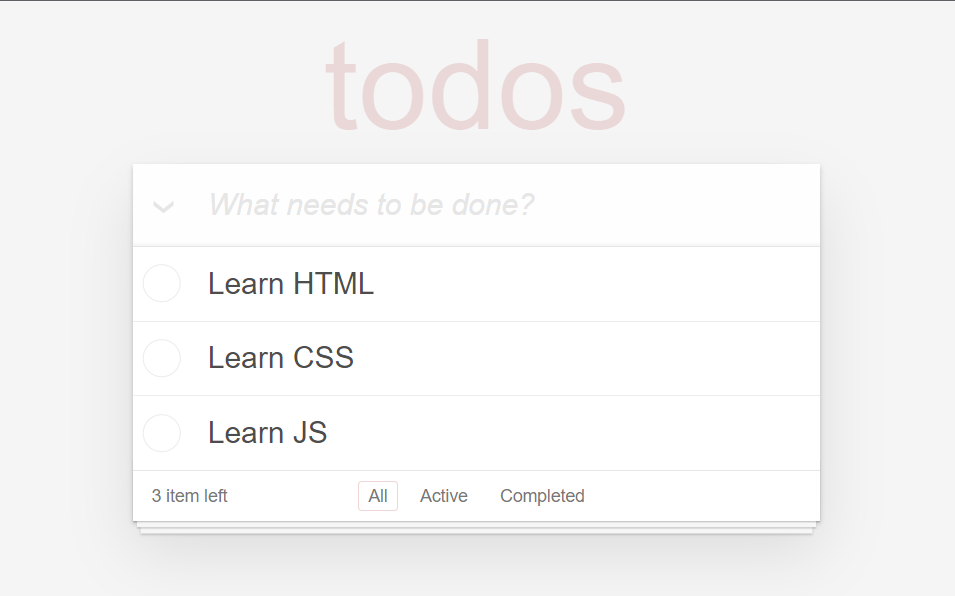 todos
What needs to be done?
Learn HTML
Learn CSS
Learn JS
3 item left All Active Completed